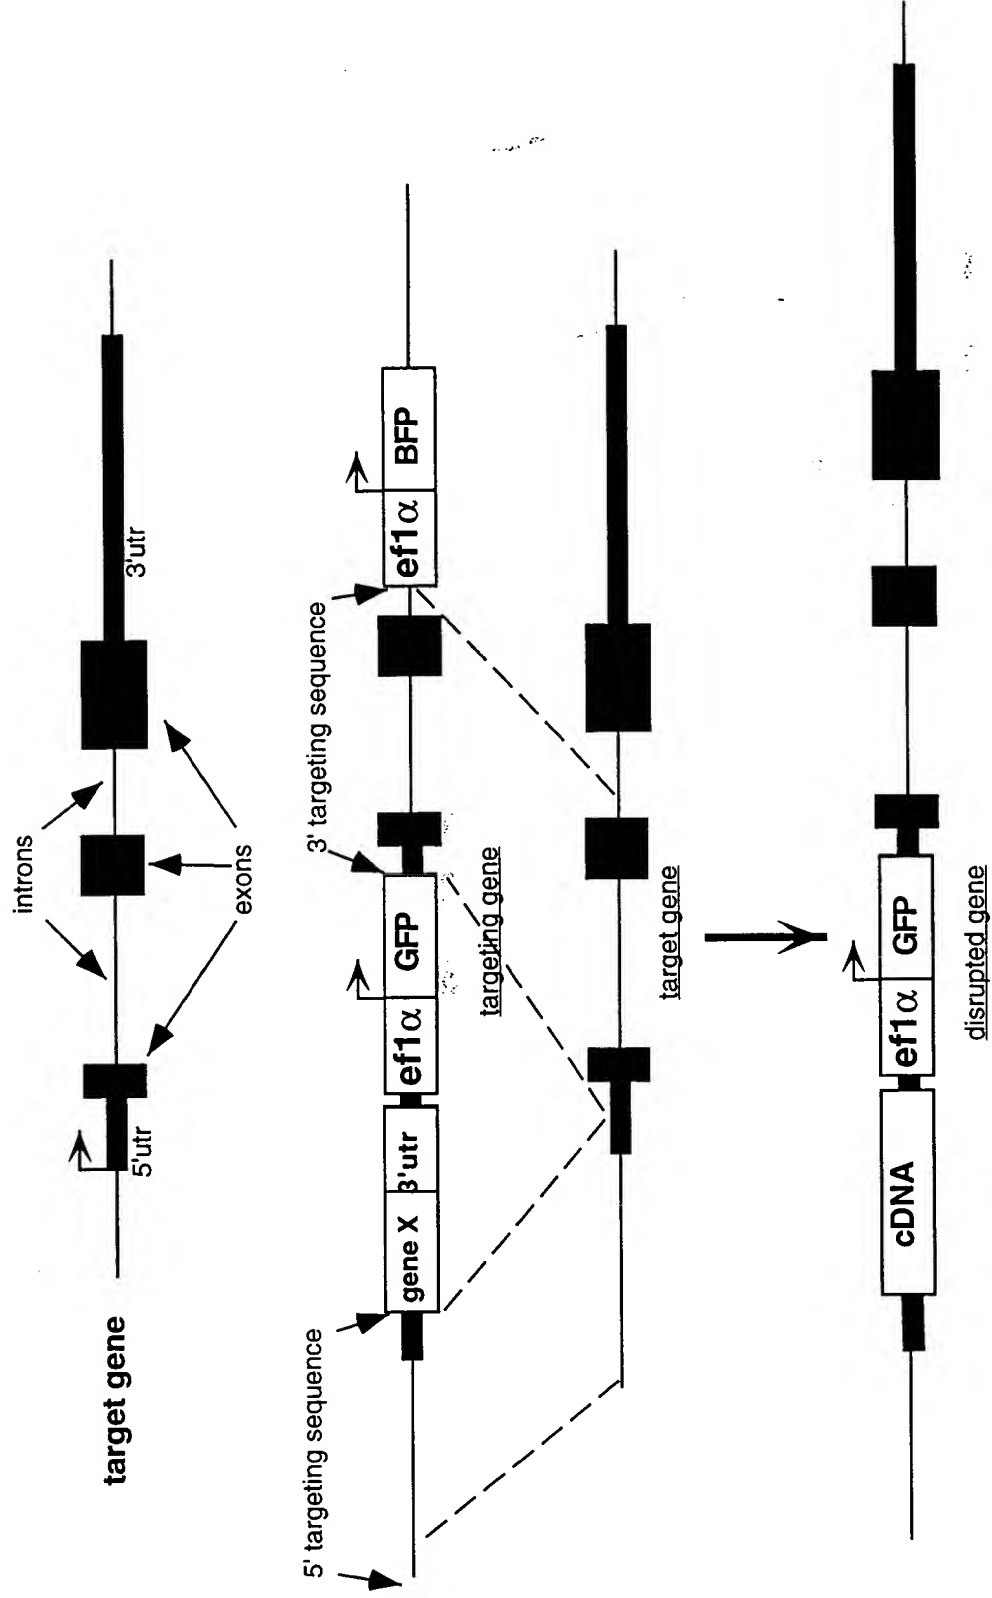 target gene
introns
5'utr
3'utr
exons
5' targeting sequence
3' targeting sequence
gene X
3'utr
ef1α
GFP
ef1α
BFP
targeting gene
target gene
cDNA
ef1α
GFP
disrupted gene